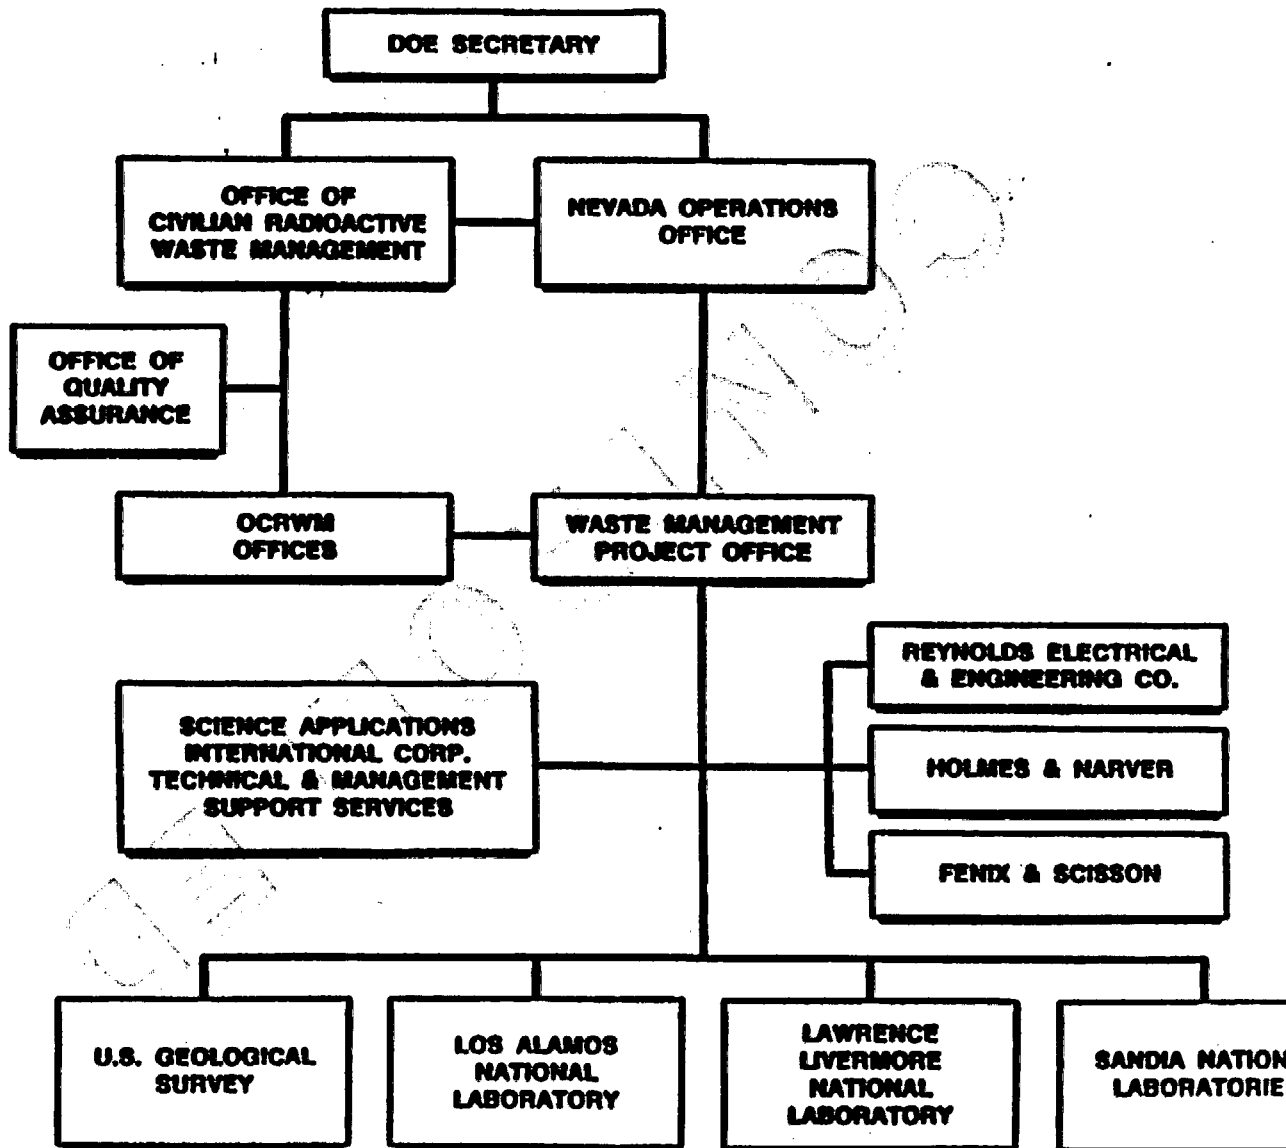 DOE SECRETARY
OFFICE OF
CIVILIAN RADIOACTIVE
WASTE MANAGEMENT
NEVADA OPERATIONS
OFFICE
OFFICE OF
QUALITY
ASSURANCE
OCRWM
OFFICES
WASTE MANAGEMENT
PROJECT OFFICE
SCIENCE APPLICATIONS
INTERNATIONAL CORP.
TECHNICAL & MANAGEMENT
SUPPORT SERVICES
REYNOLDS ELECTRICAL
& ENGINEERING CO.
HOLMES & NARVER
FENIX & SCISSON
U.S. GEOLOGICAL
SURVEY
LOS ALAMOS
NATIONAL
LABORATORY
LAWRENCE
LIVERMORE
NATIONAL
LABORATORY
SANDIA NATION
LABORATORIE